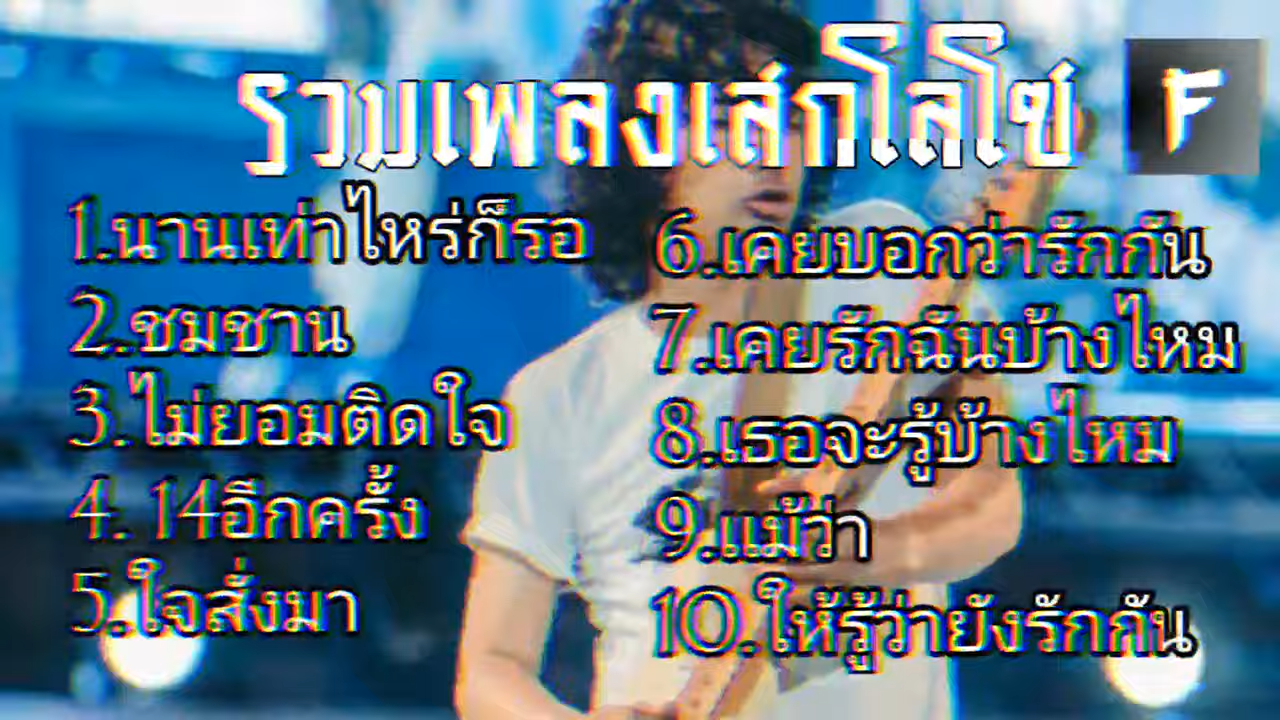 รวมเพลงเส่กโลโซ่
F
1.นานเท่าไหร่ก็รอ
2.ชมชาน
3.ไม่ยอมติดใจ
4. 14อีกครั้ง
5.ใจสั่งมา
6.เคยบอกว่ารักกัน
7.เคยรักฉันบ้างไหม
8.เธอจะรู้บ้างไหม
9.แม้ว่า
10.ให้รู้ว่ายังรักกัน